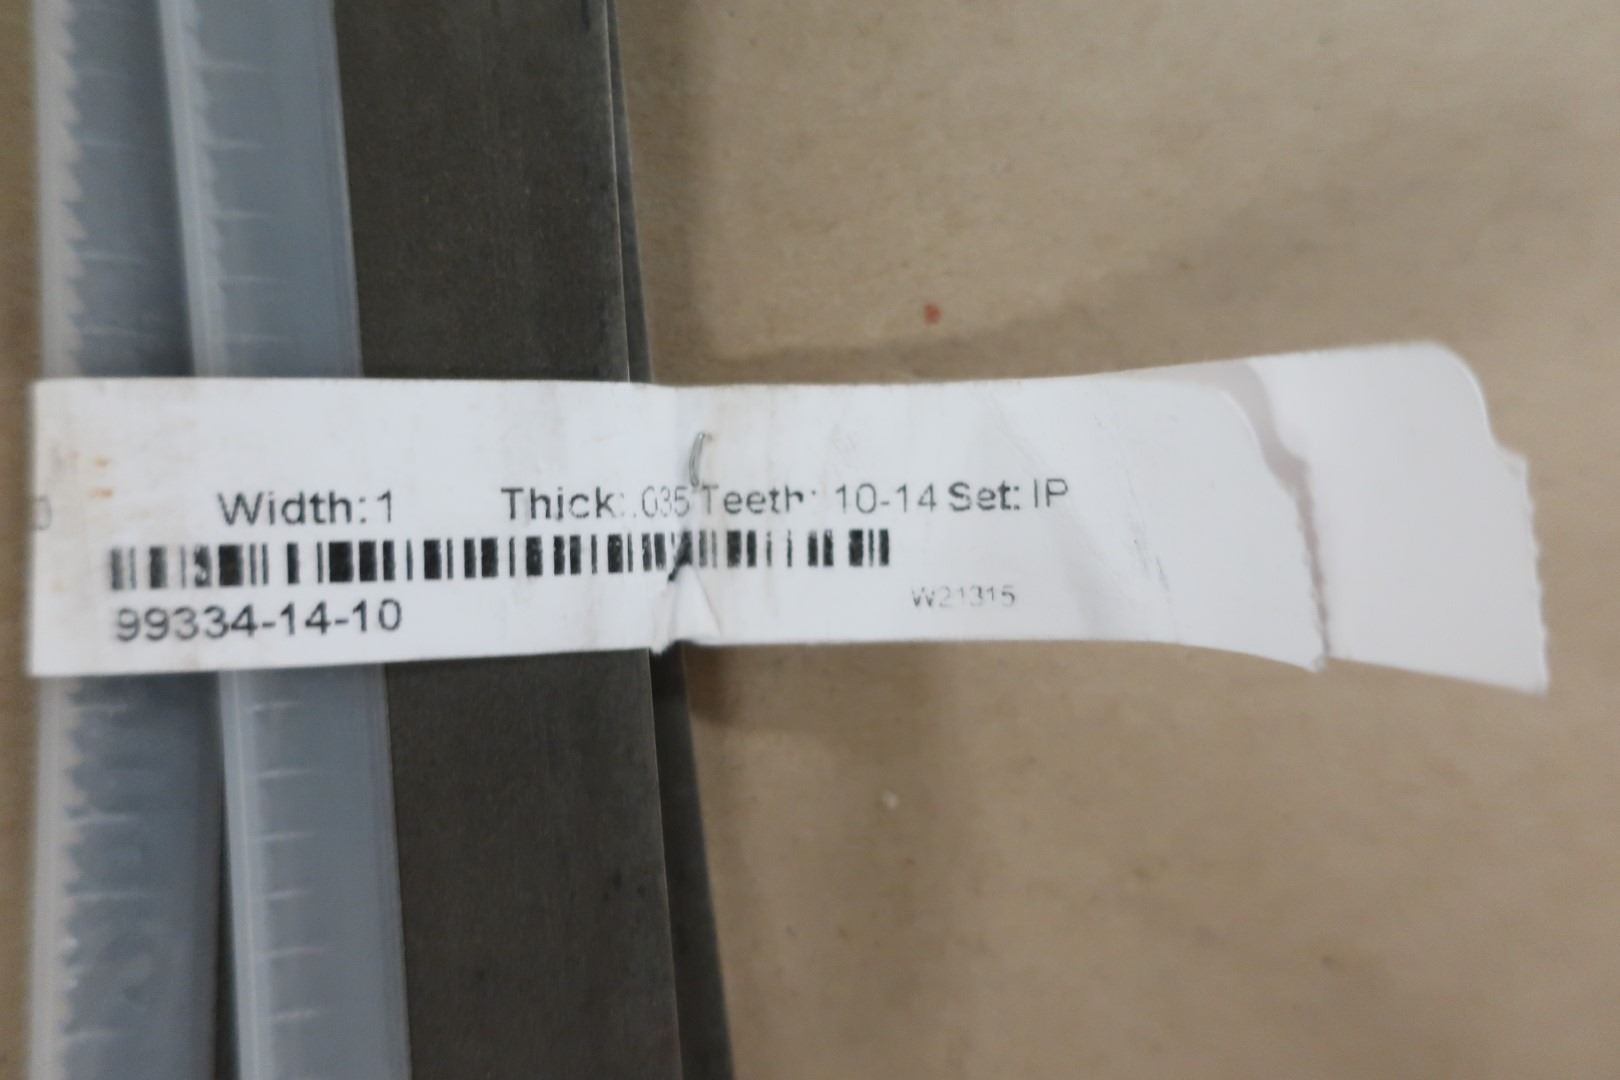 Width: 1 Thick: .035 Teeth: 10-14 Set: IP
99334-14-10
W21315